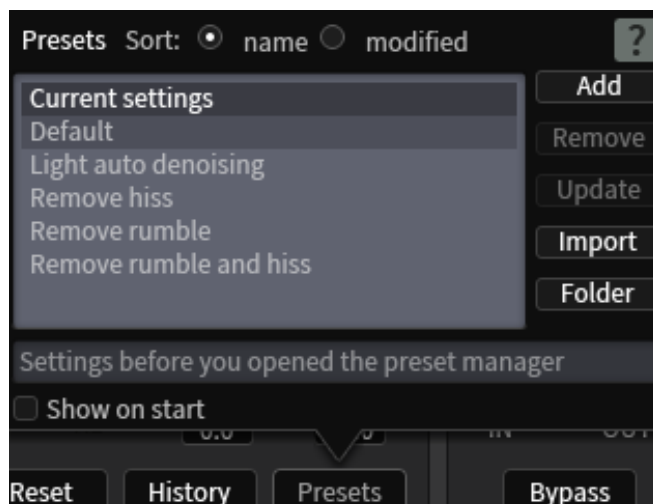 Presets Sort: name modified ?
Current settings
Default
Light auto denoising
Remove hiss
Remove rumble
Remove rumble and hiss
Add
Remove
Update
Import
Folder
Settings before you opened the preset manager
Show on start
Reset History Presets Bypass